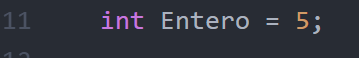 11 int Entero = 5;